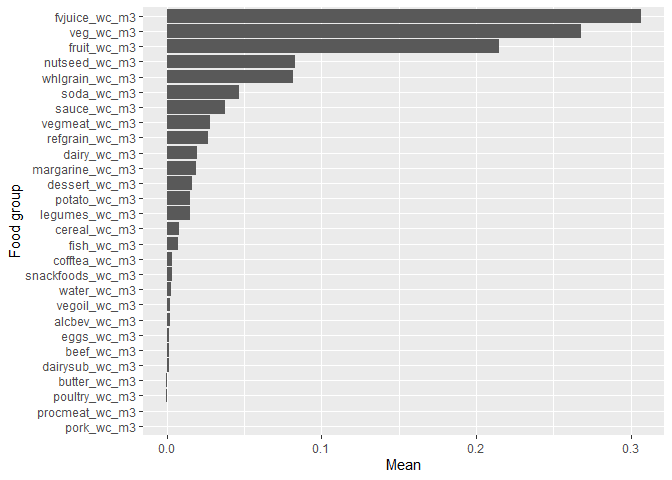 fvjuice_wc_m3
veg_wc_m3
fruit_wc_m3
nutseed_wc_m3
whlgrain_wc_m3
soda_wc_m3
sauce_wc_m3
vegmeat_wc_m3
refgrain_wc_m3
dairy_wc_m3
margarine_wc_m3
dessert_wc_m3
potato_wc_m3
legumes_wc_m3
cereal_wc_m3
fish_wc_m3
cofftea_wc_m3
snackfoods_wc_m3
water_wc_m3
vegoil_wc_m3
alcbev_wc_m3
eggs_wc_m3
beef_wc_m3
dairysub_wc_m3
butter_wc_m3
poultry_wc_m3
procmeat_wc_m3
pork_wc_m3
Food group
0.0 0.1 0.2 0.3
Mean